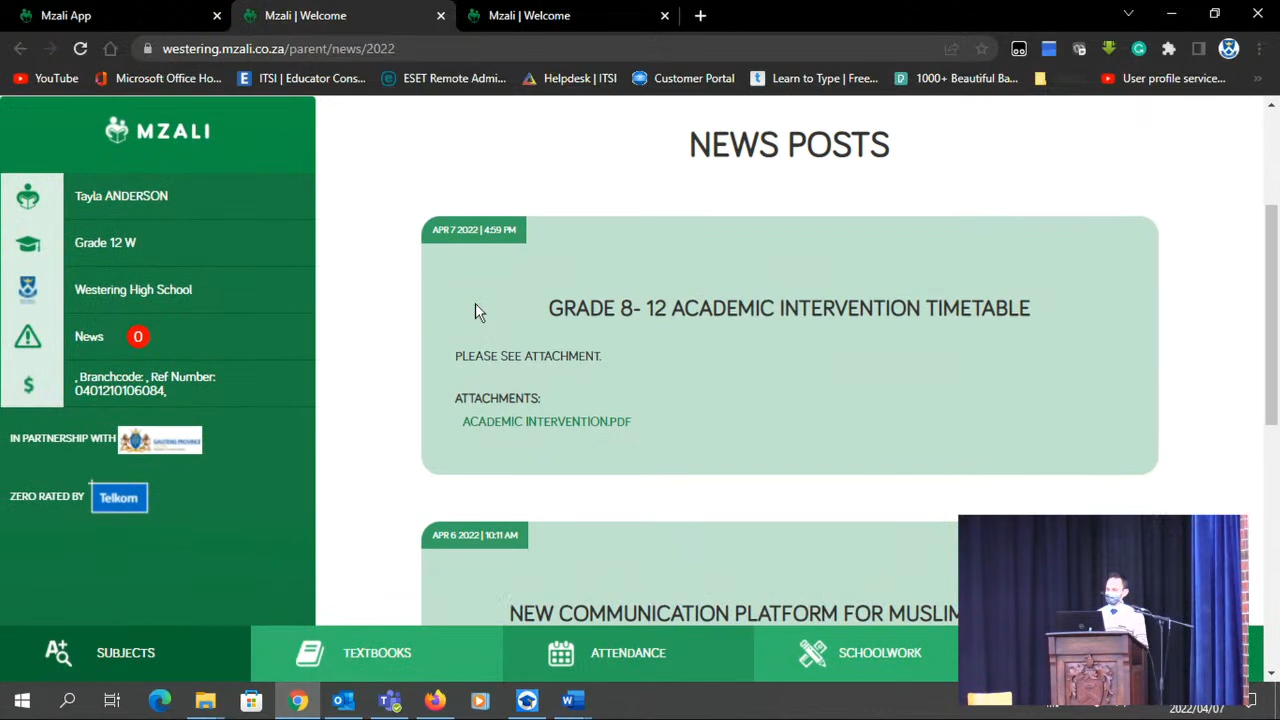 Mzali App
Mzali | Welcome
Mzali | Welcome
westering.mzali.co.za/parent/news/2022
YouTube
Microsoft Office Ho...
ITSI | Educator Cons...
ESET Remote Admi...
Helpdesk | ITSI
Customer Portal
Learn to Type | Free...
1000+ Beautiful Ba...
User profile service...
MZALI
Tayla ANDERSON
Grade 12 W
Westering High School
News 0
, Branchcode: , Ref Number:
0401210106084,
IN PARTNERSHIP WITH GAUTENG PROVINCE
ZERO RATED BY Telkom
NEWS POSTS
APR 7 2022 | 4:59 PM
GRADE 8- 12 ACADEMIC INTERVENTION TIMETABLE
PLEASE SEE ATTACHMENT.
ATTACHMENTS:
ACADEMIC INTERVENTION.PDF
APR 6 2022 | 10:11 AM
NEW COMMUNICATION PLATFORM FOR MUSLIM
SUBJECTS
TEXTBOOKS
ATTENDANCE
SCHOOLWORK
2022/04/07